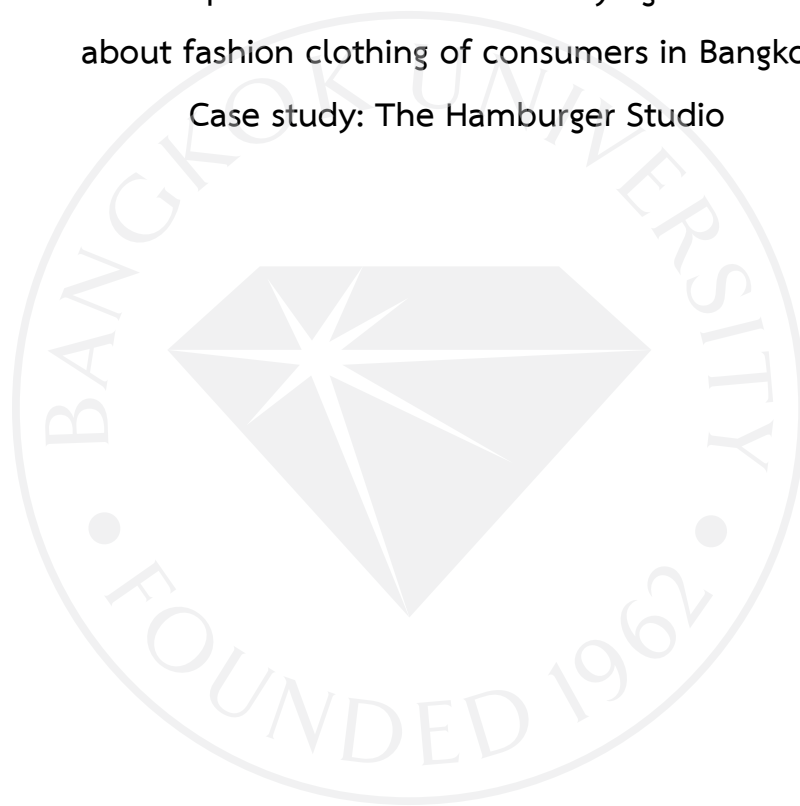 about fashion clothing of consumers in Bangko
Case study: The Hamburger Studio
BANGKOK UNIVERSITY
• FOUNDED 1962 •